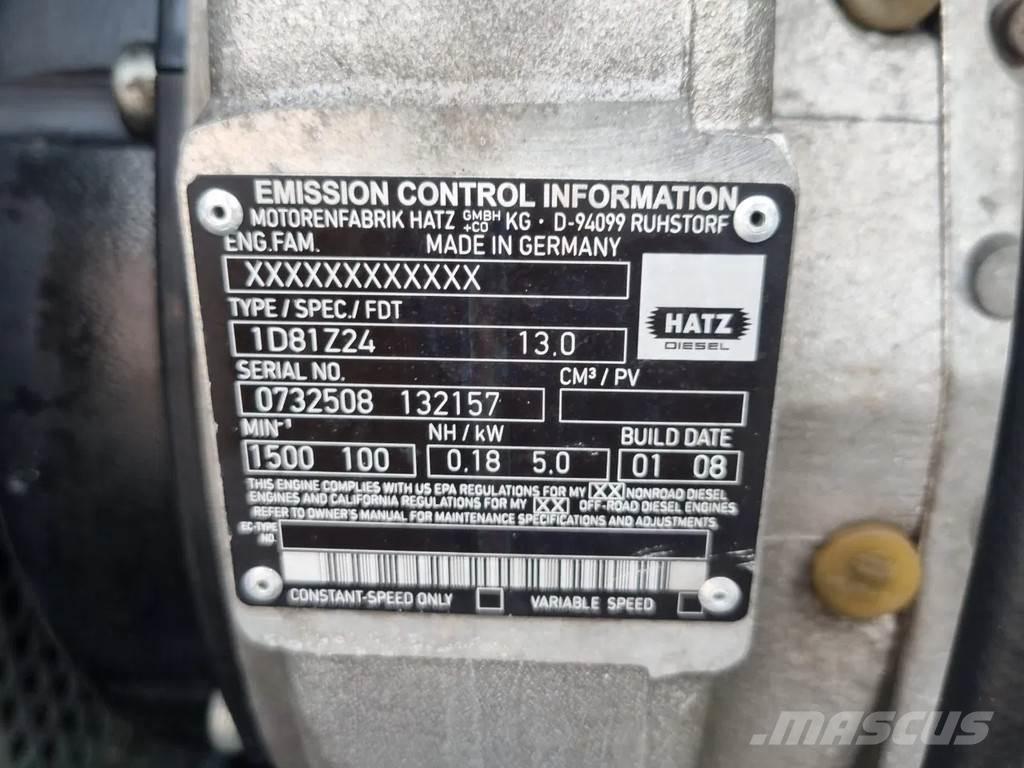 EMISSION CONTROL INFORMATION
MOTORENFABRIK HATZ GMBH +CO KG · D-94099 RUHSTORF
ENG.FAM. MADE IN GERMANY
XXXXXXXXXXXX
TYPE / SPEC./ FDT
HATZ
DIESEL
1D81Z24 13.0
SERIAL NO. CM³/ PV
0732508 132157
MIN⁻¹ NH / kW BUILD DATE
1500 100 0.18 5.0 01 08
THIS ENGINE COMPLIES WITH US EPA REGULATIONS FOR MY XX NONROAD DIESEL
ENGINES AND CALIFORNIA REGULATIONS FOR MY XX OFF-ROAD DIESEL ENGINES
REFER TO OWNER'S MANUAL FOR MAINTENANCE SPECIFICATIONS AND ADJUSTMENTS.
EC-TYPE
NO.
CONSTANT-SPEED ONLY VARIABLE SPEED
MASCUS